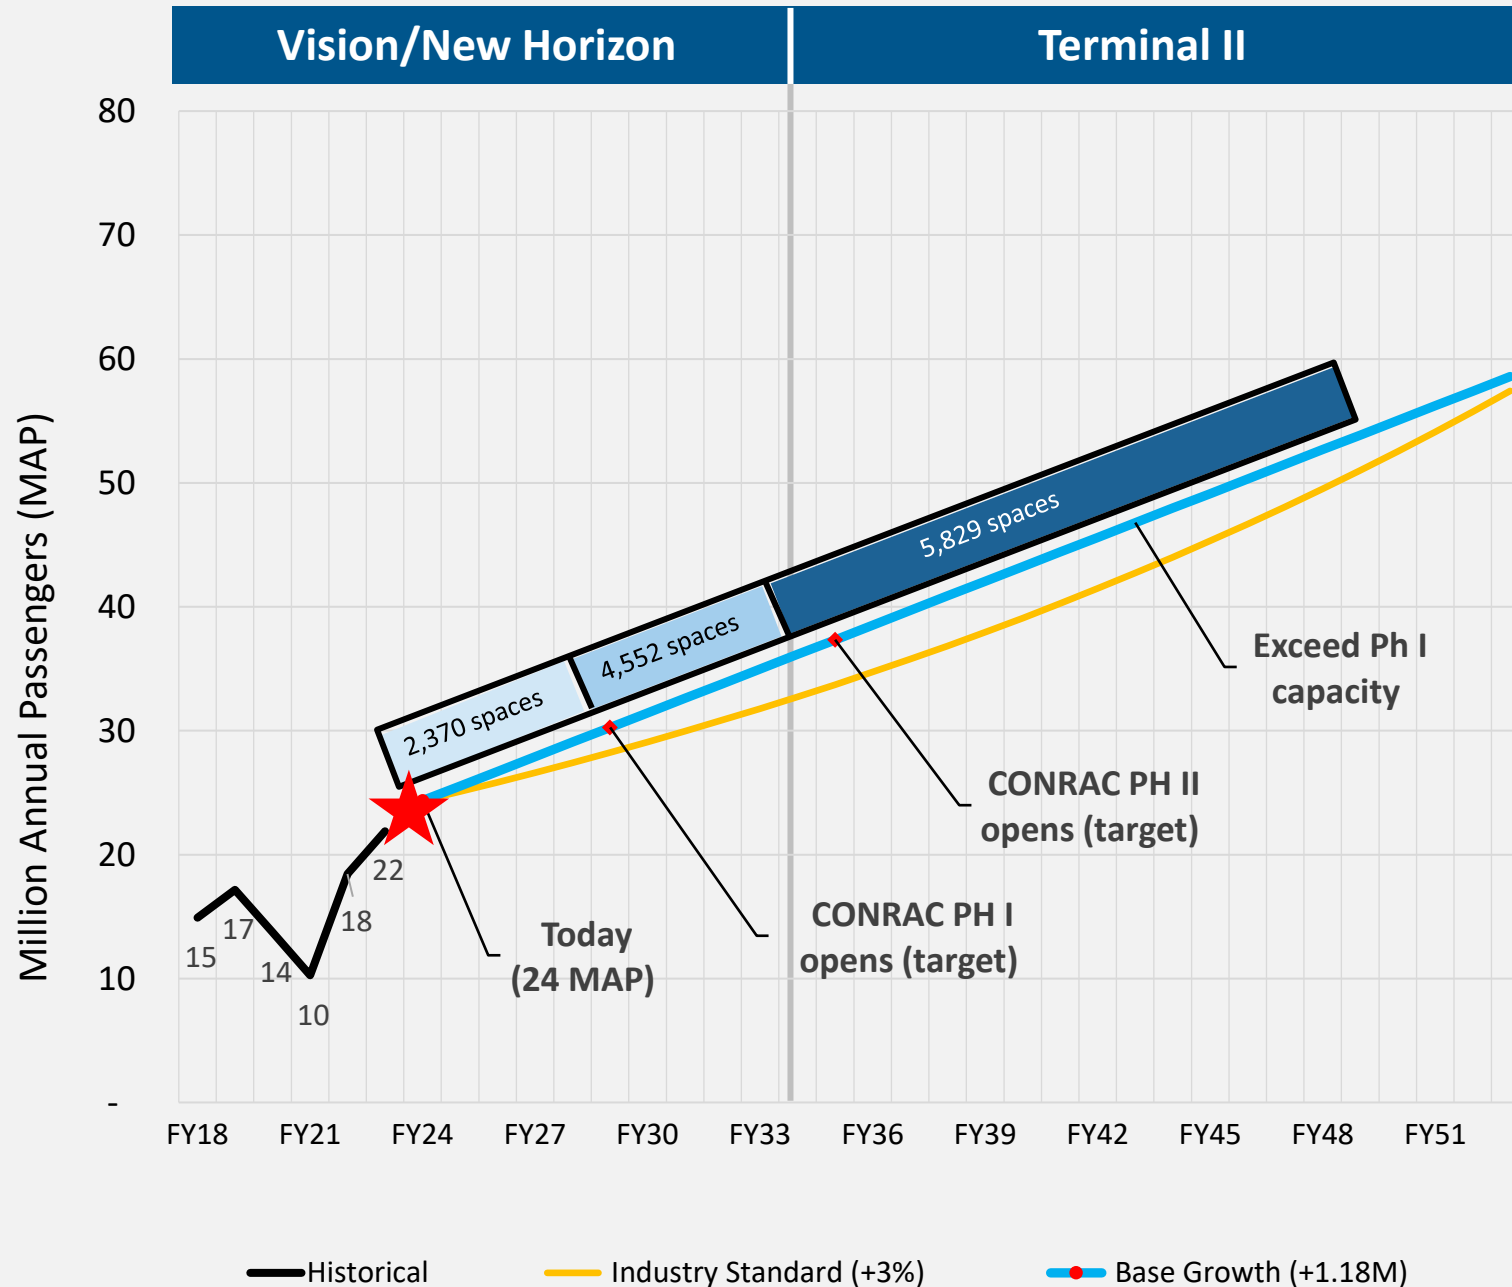 Vision/New Horizon
Terminal II
Million Annual Passengers (MAP)
80
70
60
50
40
30
20
10
-
5,829 spaces
4,552 spaces
2,370 spaces
Exceed Ph I
capacity
CONRAC PH II
opens (target)
CONRAC PH I
opens (target)
Today
(24 MAP)
15
17
14
10
18
22
FY18 FY21 FY24 FY27 FY30 FY33 FY36 FY39 FY42 FY45 FY48 FY51
Historical
Industry Standard (+3%)
Base Growth (+1.18M)